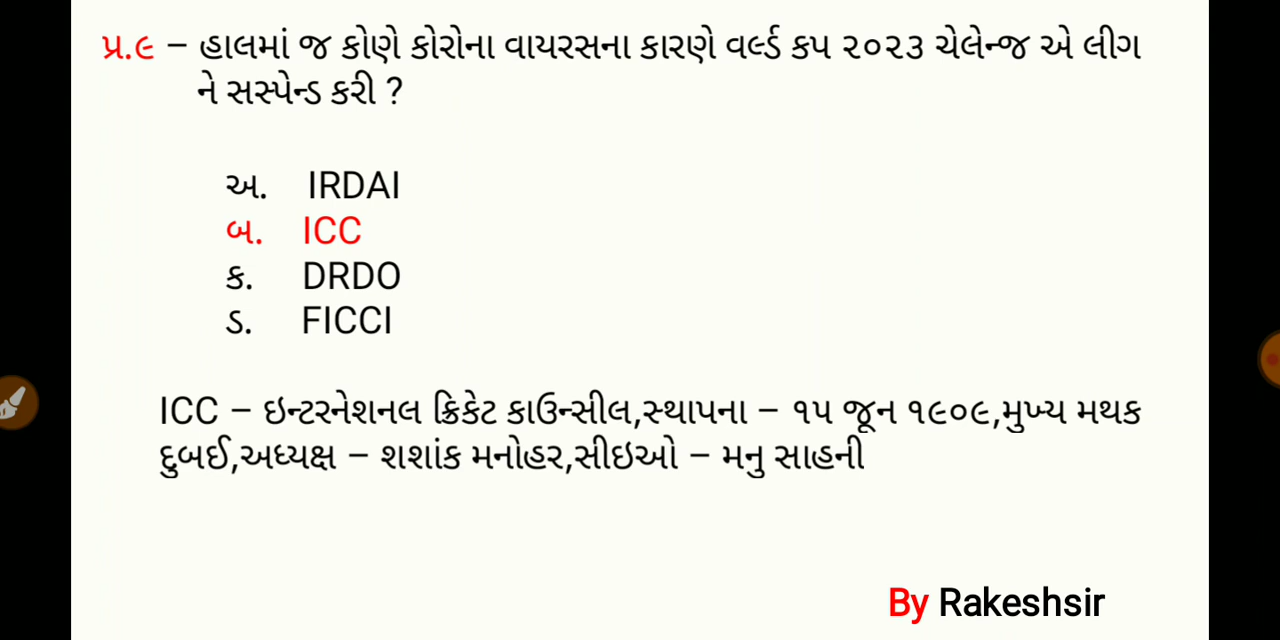 પ્ર.૯ – હાલમાં જ કોણે કોરોના વાયરસના કારણે વર્લ્ડ કપ ૨૦૨૩ ચેલેન્જ એ લીગ
ને સસ્પેન્ડ કરી ?
અ. IRDAI
બ. ICC
ક. DRDO
ડ. FICCI
ICC – ઇન્ટરનેશનલ ક્રિકેટ કાઉન્સીલ,સ્થાપના – ૧૫ જૂન ૧૯૦૯,મુખ્ય મથક
દુબઈ,અધ્યક્ષ – શશાંક મનોહર,સીઇઓ – મનુ સાહની
By Rakeshsir